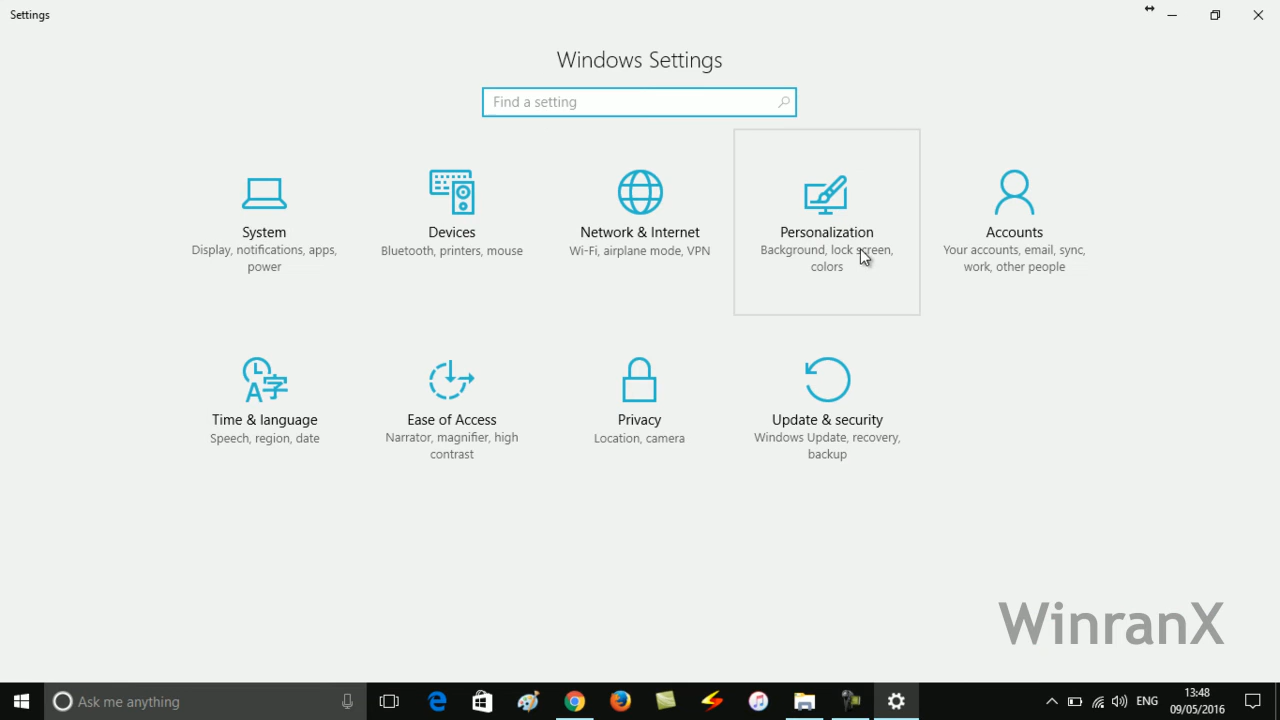 Settings
Windows Settings
Find a setting
System
Display, notifications, apps,
power
Devices
Bluetooth, printers, mouse
Network & Internet
Wi-Fi, airplane mode, VPN
Personalization
Background, lock screen,
colors
Accounts
Your accounts, email, sync,
work, other people
Time & language
Speech, region, date
Ease of Access
Narrator, magnifier, high
contrast
Privacy
Location, camera
Update & security
Windows Update, recovery,
backup
WinranX
Ask me anything
ENG
13:48
09/05/2016